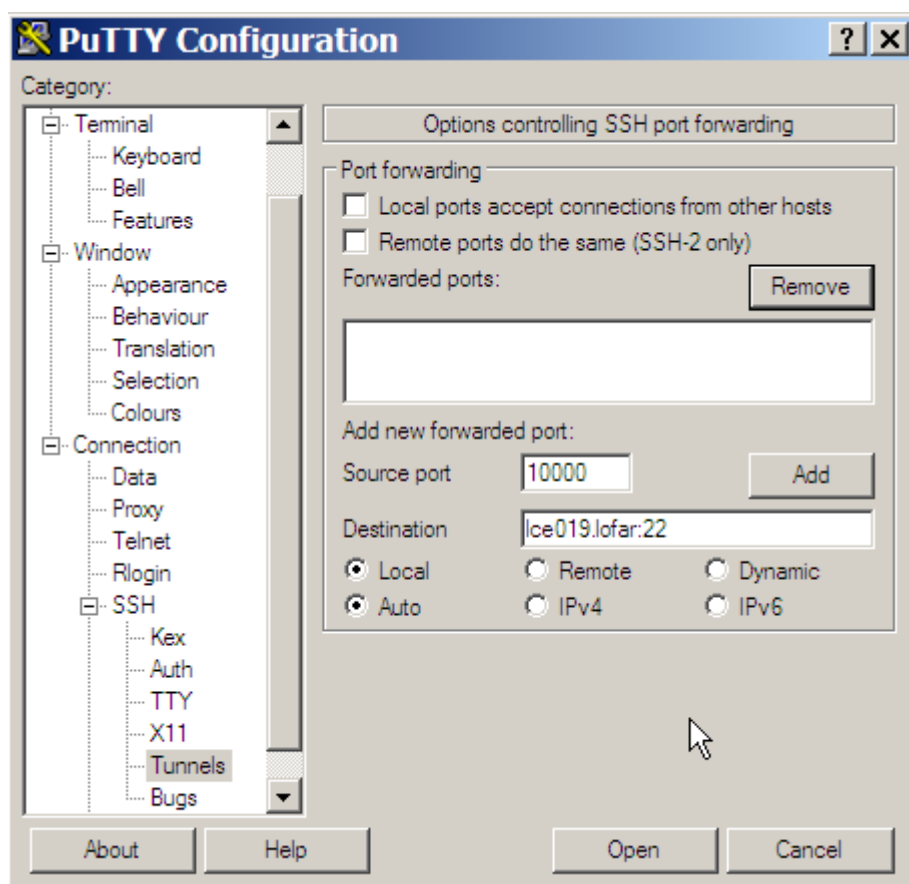 PuTTY Configuration
Category:
Terminal
Keyboard
Bell
Features
Window
Appearance
Behaviour
Translation
Selection
Colours
Connection
Data
Proxy
Telnet
Rlogin
SSH
Kex
Auth
TTY
X11
Tunnels
Bugs
Options controlling SSH port forwarding
Port forwarding
Local ports accept connections from other hosts
Remote ports do the same (SSH-2 only)
Forwarded ports: Remove
Add new forwarded port:
Source port 10000 Add
Destination lce019.lofar:22
Local Remote Dynamic
Auto IPv4 IPv6
About Help Open Cancel